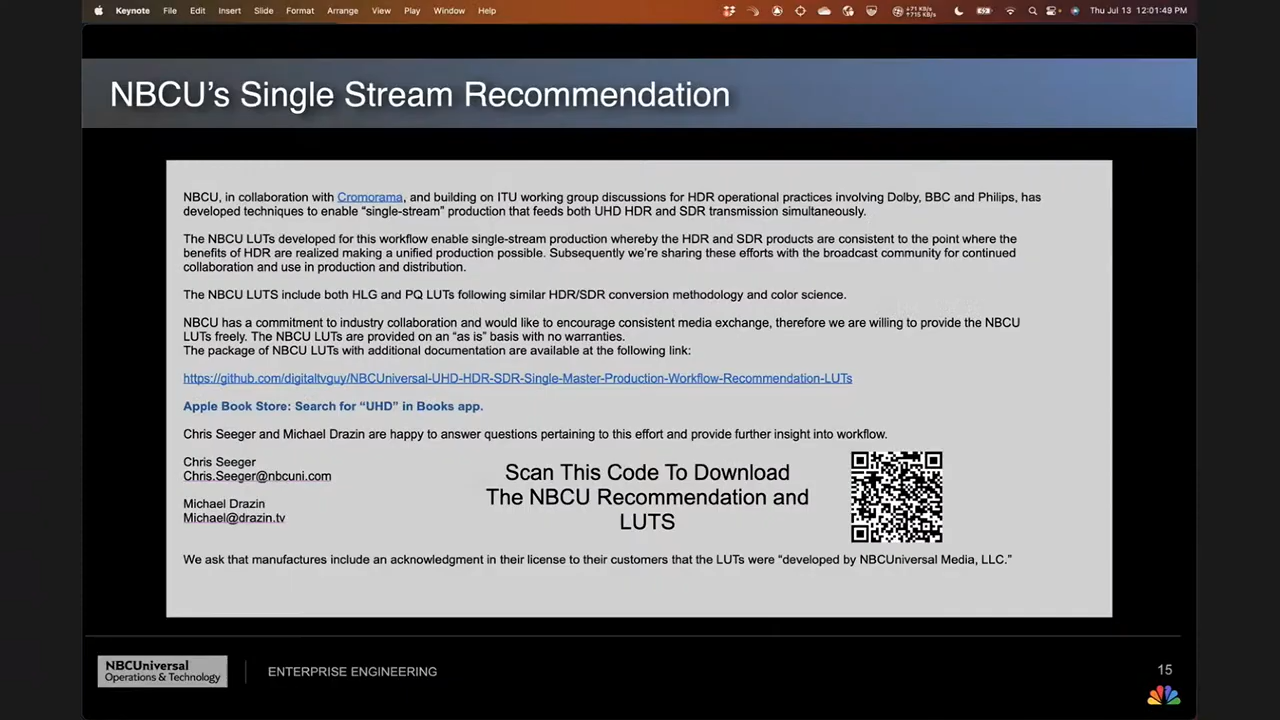 Keynote File Edit Insert Slide Format Arrange View Play Window Help Thu Jul 13 12:01:49 PM
NBCU's Single Stream Recommendation
NBCU, in collaboration with Cromorama, and building on ITU working group discussions for HDR operational practices involving Dolby, BBC and Philips, has
developed techniques to enable “single-stream” production that feeds both UHD HDR and SDR transmission simultaneously.
The NBCU LUTs developed for this workflow enable single-stream production whereby the HDR and SDR products are consistent to the point where the
benefits of HDR are realized making a unified production possible. Subsequently we're sharing these efforts with the broadcast community for continued
collaboration and use in production and distribution.
The NBCU LUTS include both HLG and PQ LUTs following similar HDR/SDR conversion methodology and color science.
NBCU has a commitment to industry collaboration and would like to encourage consistent media exchange, therefore we are willing to provide the NBCU
LUTs freely. The NBCU LUTs are provided on an “as is” basis with no warranties.
The package of NBCU LUTs with additional documentation are available at the following link:
https://github.com/digitaltvguy/NBCUniversal-UHD-HDR-SDR-Single-Master-Production-Workflow-Recommendation-LUTs
Apple Book Store: Search for “UHD” in Books app.
Chris Seeger and Michael Drazin are happy to answer questions pertaining to this effort and provide further insight into workflow.
Chris Seeger
Chris.Seeger@nbcuni.com
Michael Drazin
Michael@drazin.tv
Scan This Code To Download
The NBCU Recommendation and
LUTS
We ask that manufactures include an acknowledgment in their license to their customers that the LUTs were “developed by NBCUniversal Media, LLC.”
NBCUniversal
Operations & Technology
ENTERPRISE ENGINEERING
15